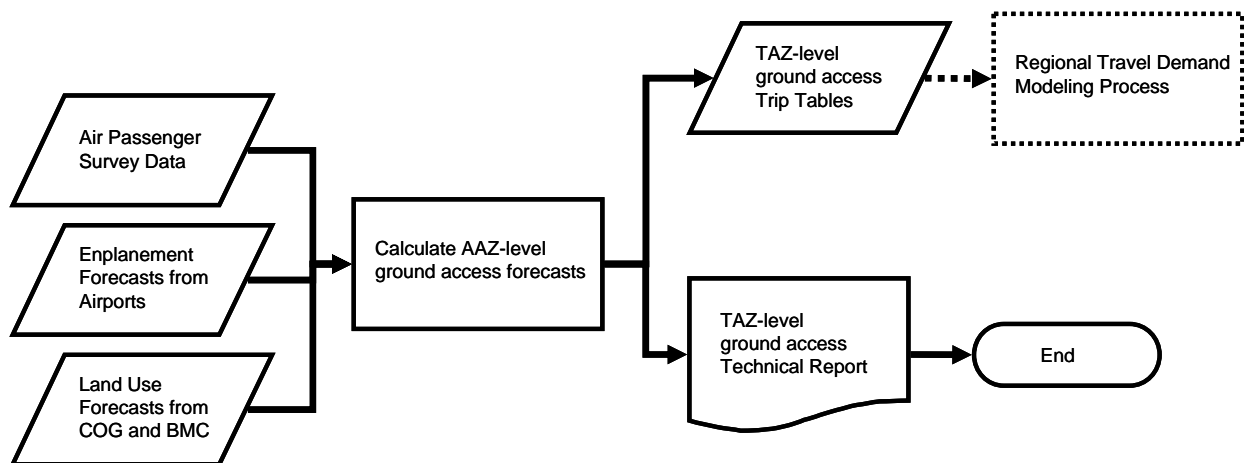 Air Passenger
Survey Data
Enplanement
Forecasts from
Airports
Land Use
Forecasts from
COG and BMC
Calculate AAZ-level
ground access forecasts
TAZ-level
ground access
Trip Tables
Regional Travel Demand
Modeling Process
TAZ-level
ground access
Technical Report
End